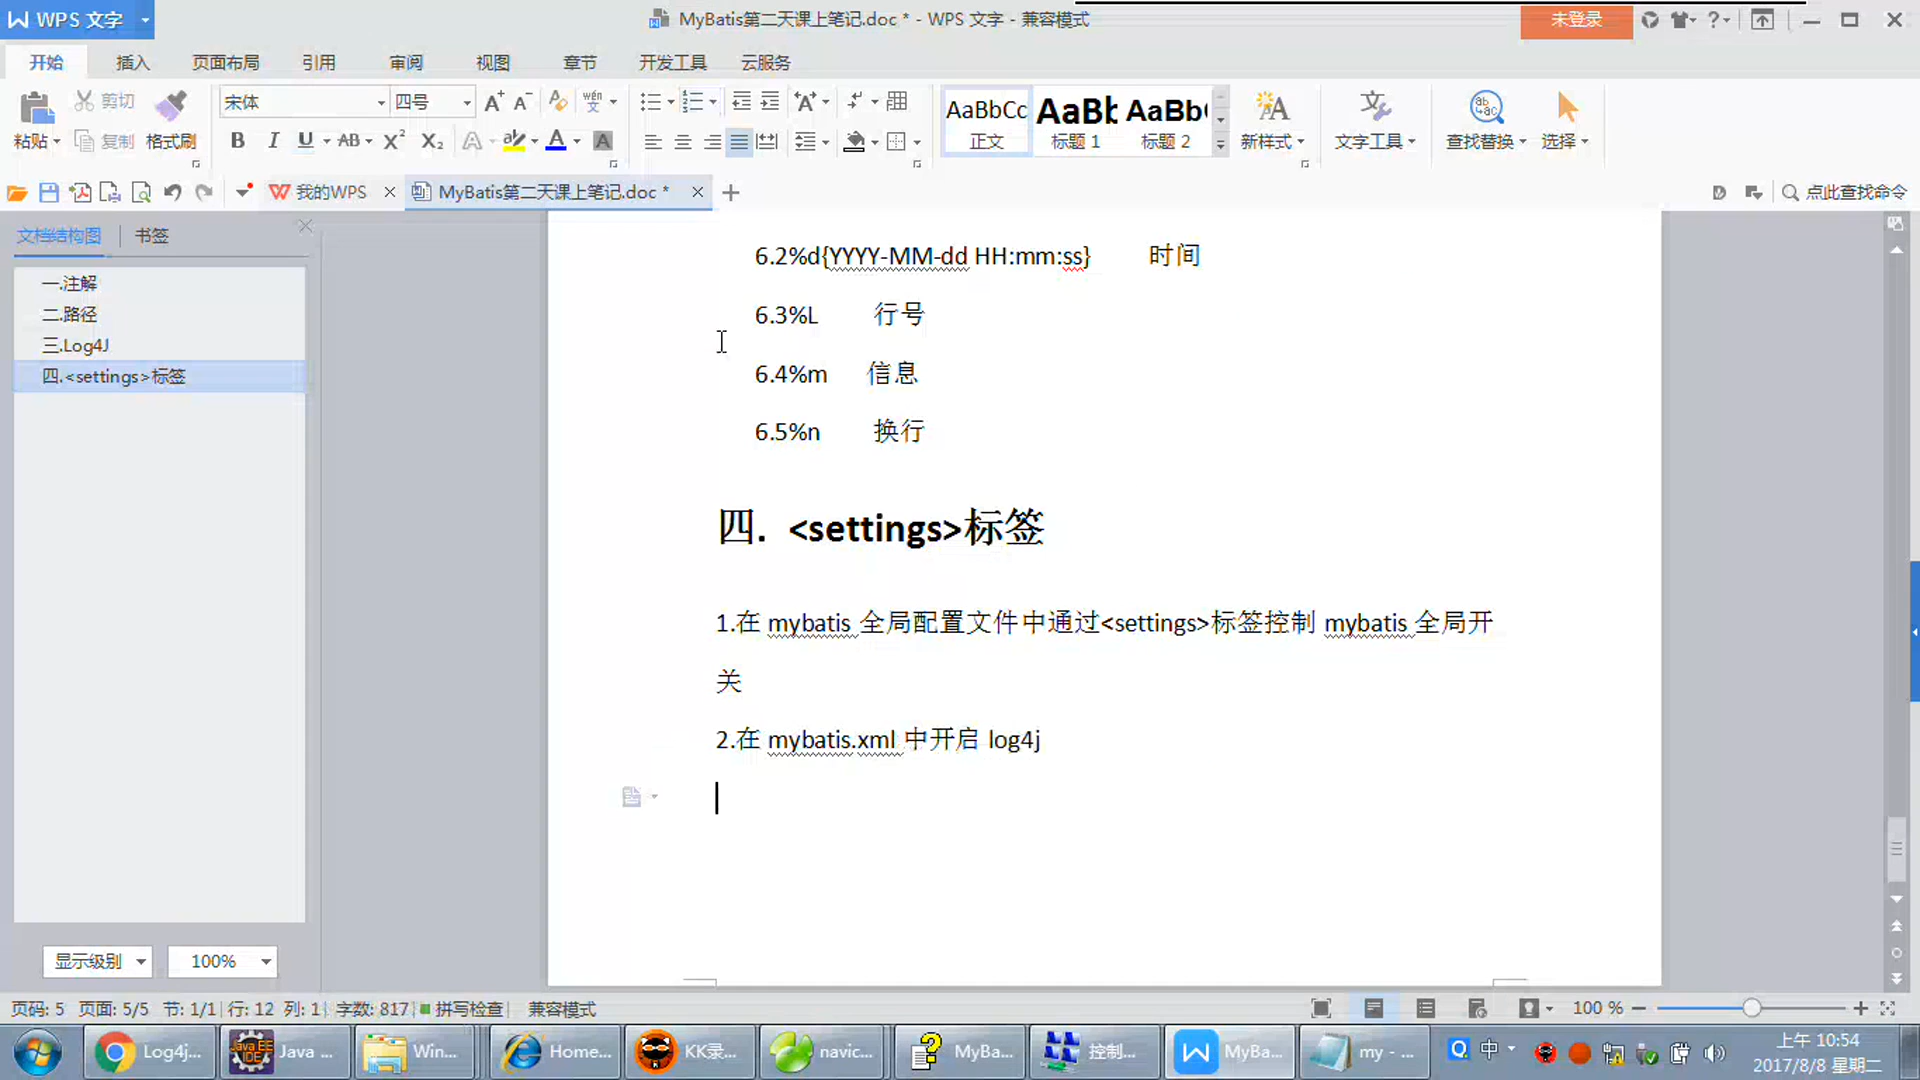 WPS 文字
MyBatis第二天课上笔记.doc * - WPS 文字 - 兼容模式
未登录
开始 插入 页面布局 引用 审阅 视图 章节 开发工具 云服务
粘贴 剪切 复制 格式刷
宋体 四号
AaBbCc 正文
AaBb 标题 1
AaBb 标题 2
新样式 文字工具 查找替换 选择
我的WPS
MyBatis第二天课上笔记.doc *
点此查找命令
文档结构图 书签
一.注解
二.路径
三.Log4J
四.<settings>标签
6.2%d{YYYY-MM-dd HH:mm:ss} 时间
6.3%L 行号
6.4%m 信息
6.5%n 换行
四. <settings>标签
1.在 mybatis 全局配置文件中通过<settings>标签控制 mybatis 全局开
关
2.在 mybatis.xml 中开启 log4j
显示级别 100%
页码: 5 页面: 5/5 节: 1/1 行: 12 列: 1 字数: 817 拼写检查 兼容模式
100 %
Log4j... Java ... Win... Home... KK录... navic... MyBa... 控制... MyBa... my - ...
中
上午 10:54
2017/8/8 星期二